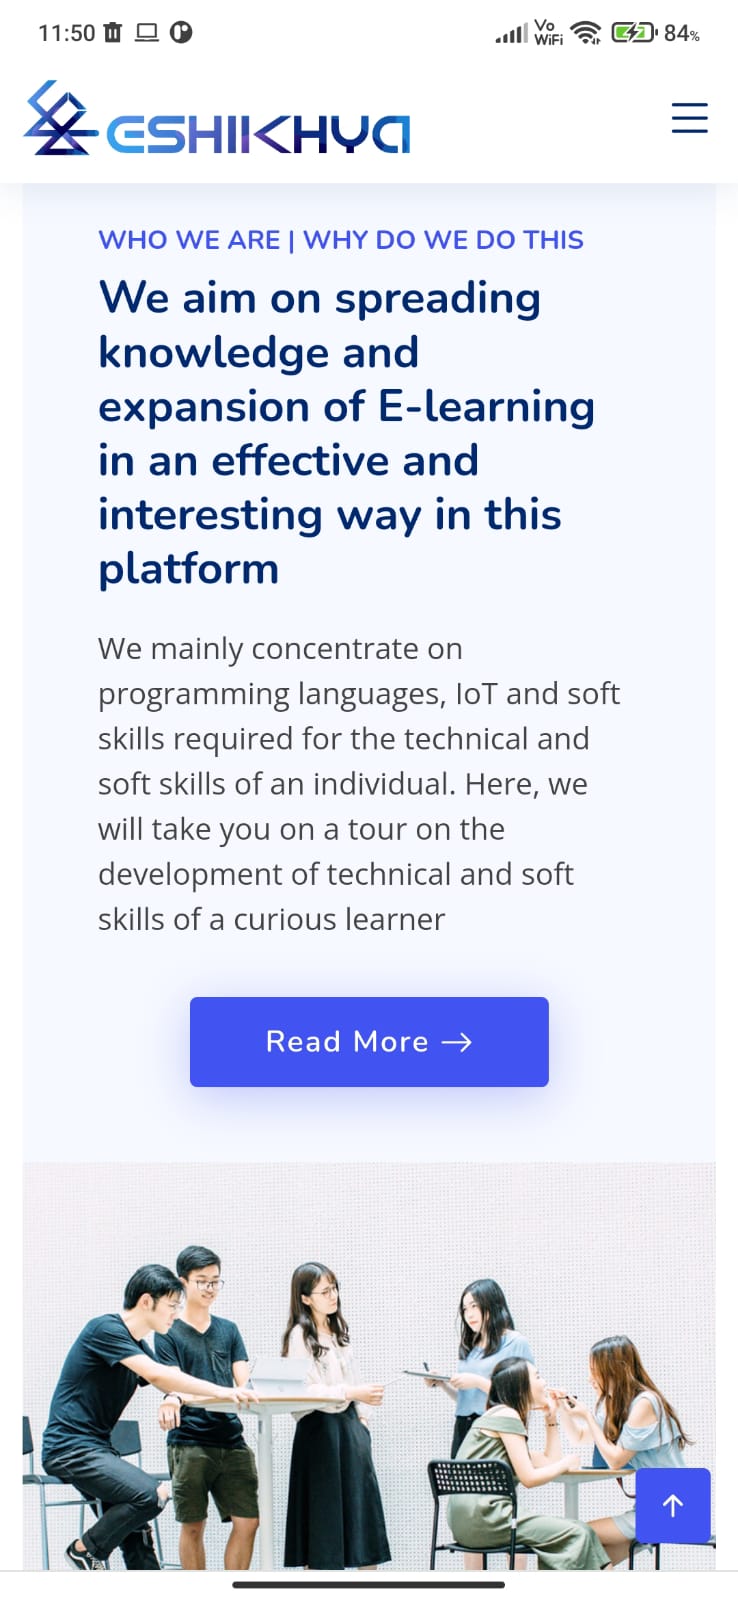 11:50
Vo
WiFi
84%
ESHIKHYA
WHO WE ARE | WHY DO WE DO THIS
We aim on spreading
knowledge and
expansion of E-learning
in an effective and
interesting way in this
platform
We mainly concentrate on
programming languages, IoT and soft
skills required for the technical and
soft skills of an individual. Here, we
will take you on a tour on the
development of technical and soft
skills of a curious learner
Read More →